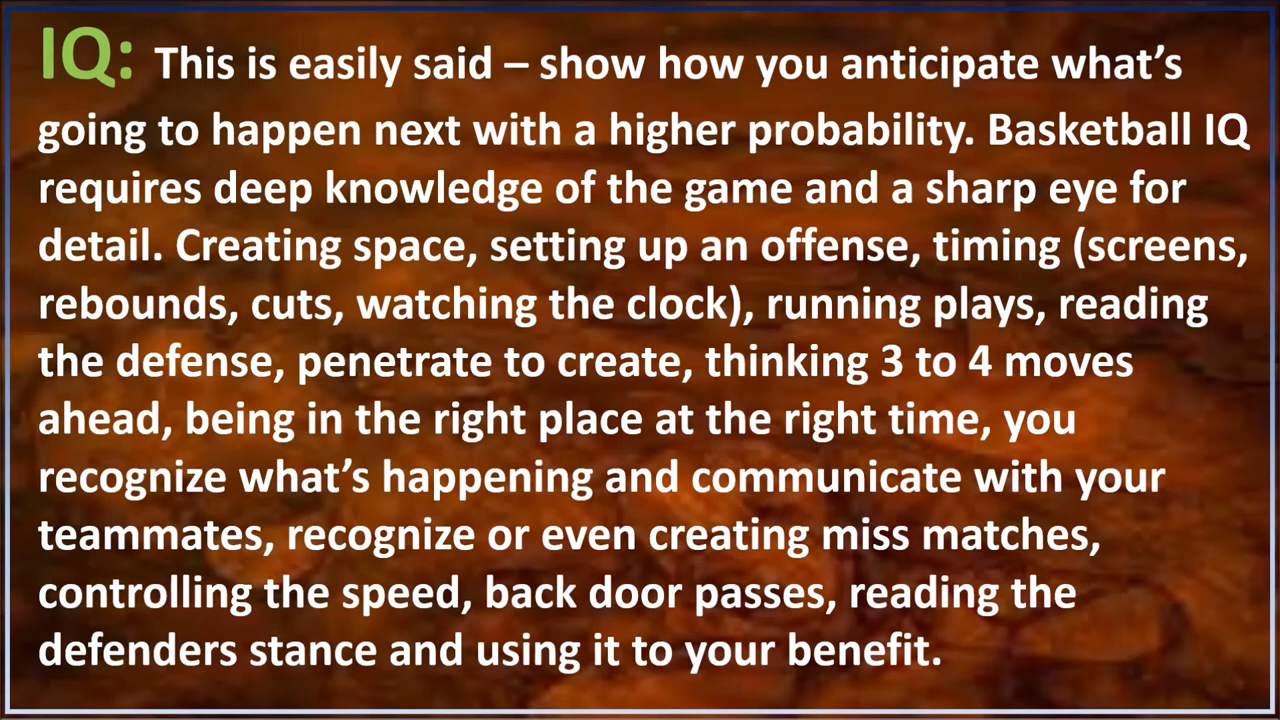 IQ: This is easily said – show how you anticipate what’s
going to happen next with a higher probability. Basketball IQ
requires deep knowledge of the game and a sharp eye for
detail. Creating space, setting up an offense, timing (screens,
rebounds, cuts, watching the clock), running plays, reading
the defense, penetrate to create, thinking 3 to 4 moves
ahead, being in the right place at the right time, you
recognize what’s happening and communicate with your
teammates, recognize or even creating miss matches,
controlling the speed, back door passes, reading the
defenders stance and using it to your benefit.